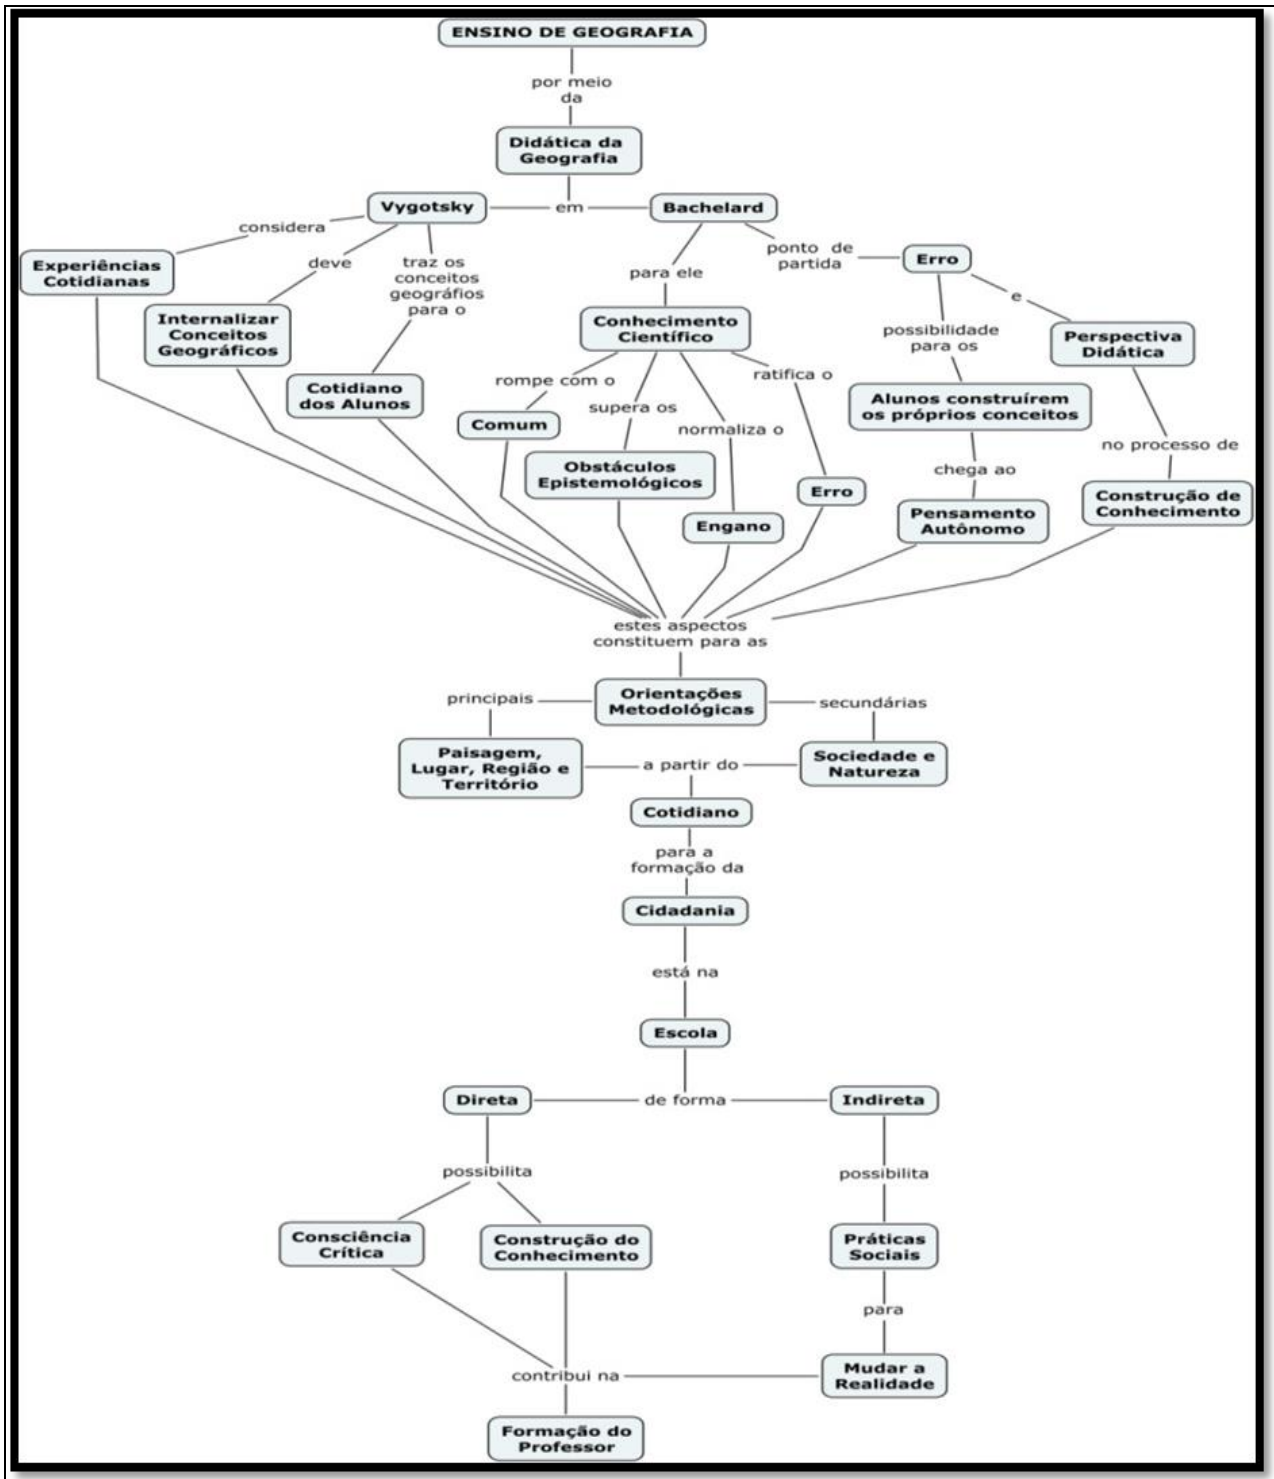 ENSINO DE GEOGRAFIA
por meio
da
Didática da
Geografia
Vygotsky
em
Bachelard
considera
deve
traz os
conceitos
geográfios
para o
para ele
ponto de
partida
Erro
e
Experiências
Cotidianas
Internalizar
Conceitos
Geográficos
Cotidiano
dos Alunos
Conhecimento
Científico
possibilidade
para os
Perspectiva
Didática
rompe com o
supera os
normaliza o
ratifica o
Alunos construírem
os próprios conceitos
Comum
Obstáculos
Epistemológicos
Engano
Erro
chega ao
no processo de
Pensamento
Autônomo
Construção de
Conhecimento
estes aspectos
constituem para as
principais
Orientações
Metodológicas
secundárias
Paisagem,
Lugar, Região e
Território
a partir do
Sociedade e
Natureza
Cotidiano
para a
formação da
Cidadania
está na
Escola
Direta
de forma
Indireta
possibilita
possibilita
Consciência
Crítica
Construção do
Conhecimento
Práticas
Sociais
para
contribui na
Mudar a
Realidade
Formação do
Professor